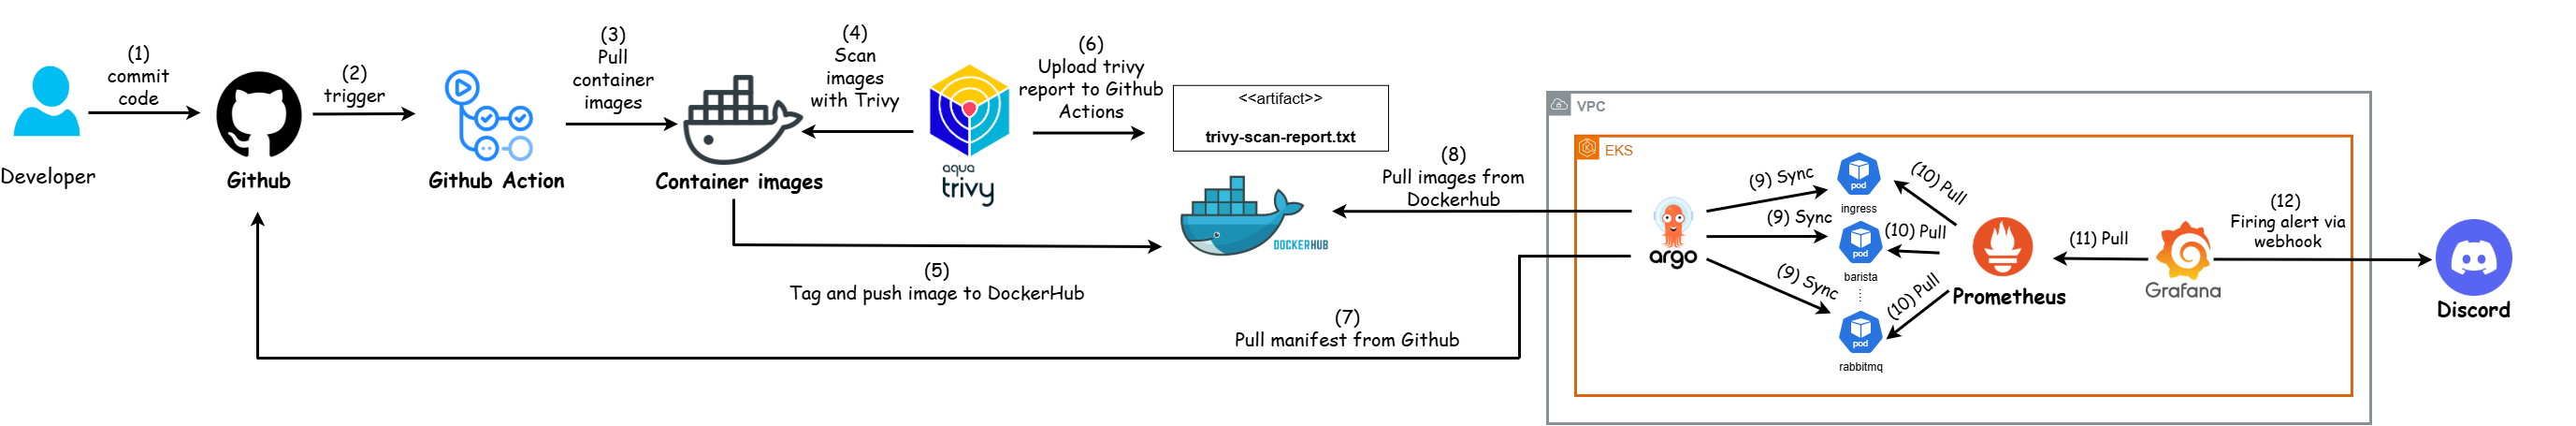 (1)
commit
code
Developer
Github
(2)
trigger
Github Action
(3)
Pull
container
images
Container images
(4)
Scan
images
with Trivy
aqua
trivy
(5)
Tag and push image to DockerHub
(6)
Upload trivy
report to Github
Actions
<<artifact>>
trivy-scan-report.txt
DOCKERHUB
(7)
Pull manifest from Github
(8)
Pull images from
Dockerhub
VPC
EKS
argo
(9) Sync
(9) Sync
(9) Sync
pod
ingress
pod
barista
pod
rabbitmq
(10) Pull
(10) Pull
(10) Pull
Prometheus
(11) Pull
Grafana
(12)
Firing alert via
webhook
Discord